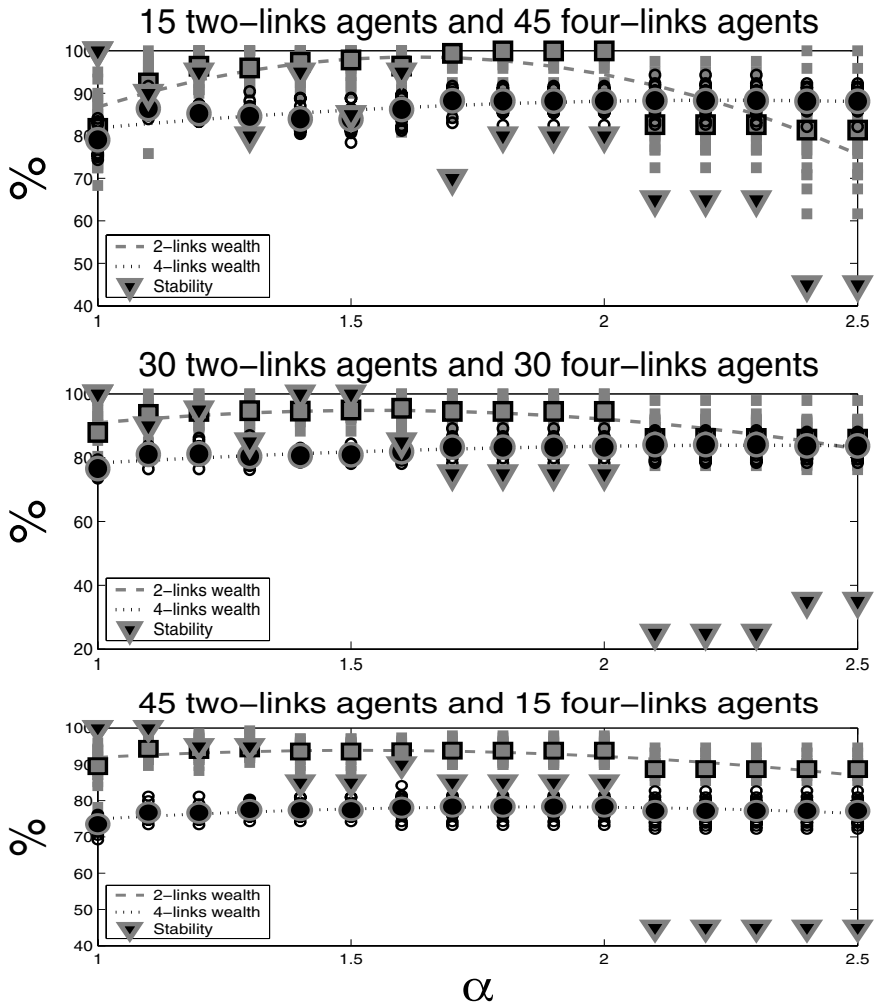 15 two-links agents and 45 four-links agents
100
90
80
70
60
50
40
%
2-links wealth
4-links wealth
Stability
1
1.5
2
2.5
30 two-links agents and 30 four-links agents
100
80
60
40
20
%
2-links wealth
4-links wealth
Stability
1
1.5
2
2.5
45 two-links agents and 15 four-links agents
100
90
80
70
60
50
40
%
2-links wealth
4-links wealth
Stability
1
1.5
2
2.5
α